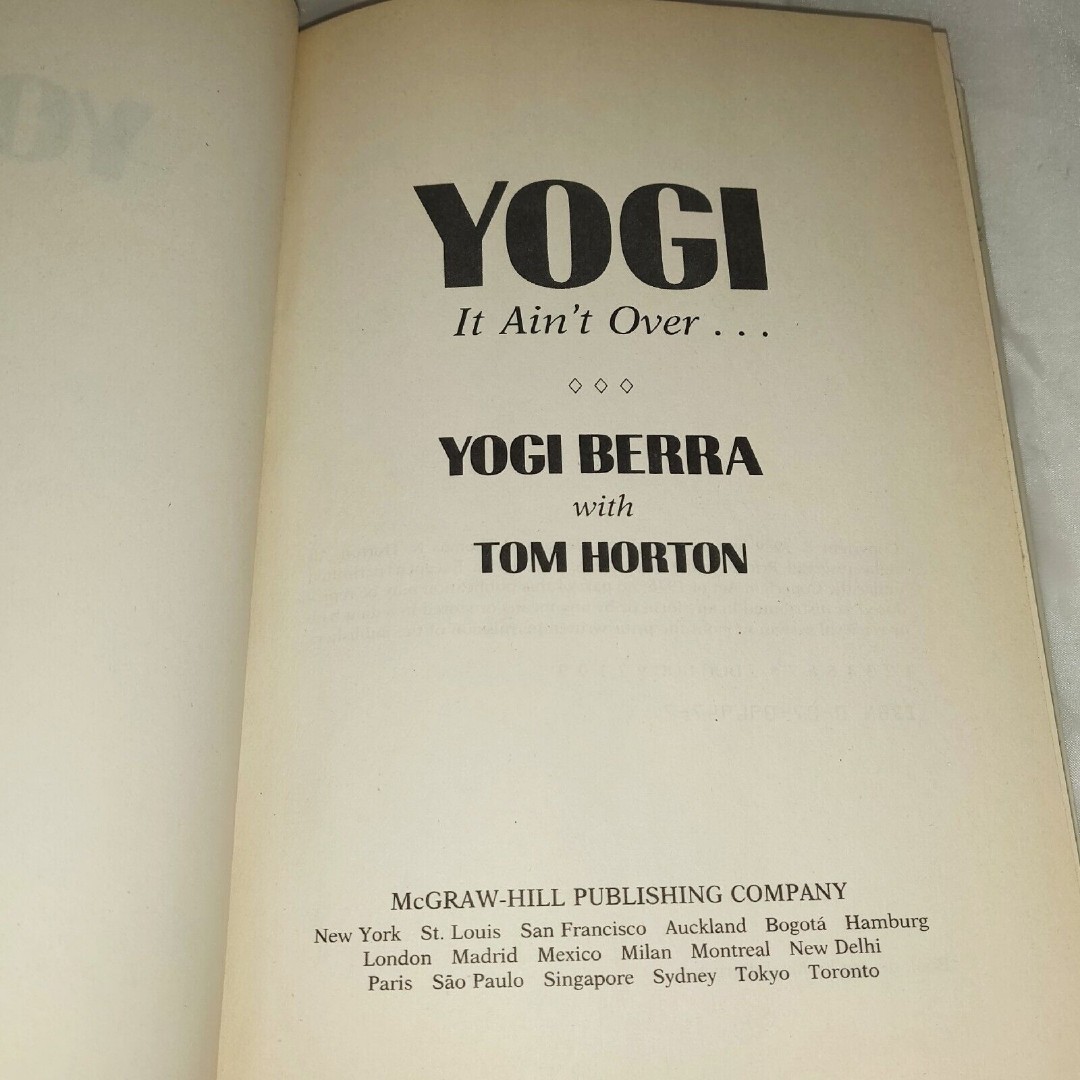 YOGI
It Ain't Over . . .
YOGI BERRA
with
TOM HORTON
McGRAW-HILL PUBLISHING COMPANY
New York St. Louis San Francisco Auckland Bogotá Hamburg
London Madrid Mexico Milan Montreal New Delhi
Paris São Paulo Singapore Sydney Tokyo Toronto